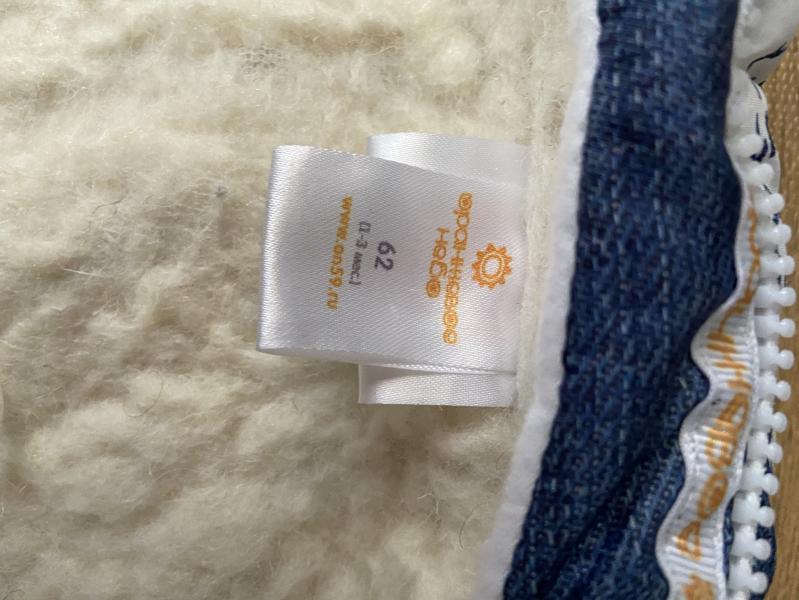 оранжевое
Небо
62
(1-3 мес)
www.on59.ru